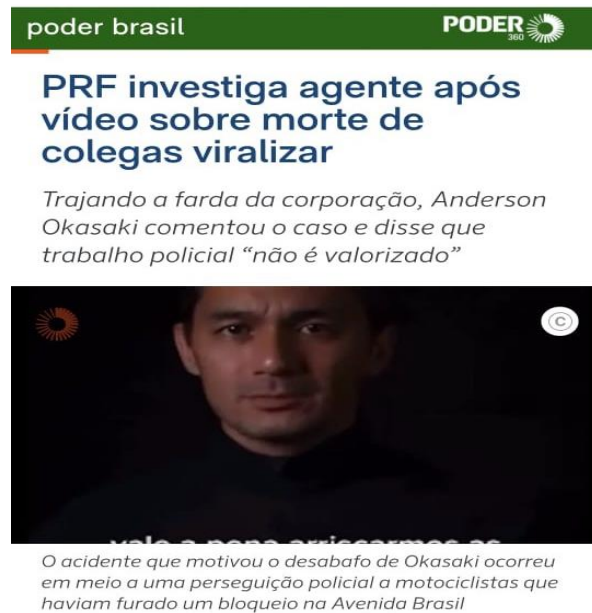 poder brasil
PODER
360
PRF investiga agente após
vídeo sobre morte de
colegas viralizar
Trajando a farda da corporação, Anderson
Okasaki comentou o caso e disse que
trabalho policial “não é valorizado”
C
vale a pena arriscarmos as
O acidente que motivou o desabafo de Okasaki ocorreu
em meio a uma perseguição policial a motociclistas que
haviam furado um bloqueio na Avenida Brasil